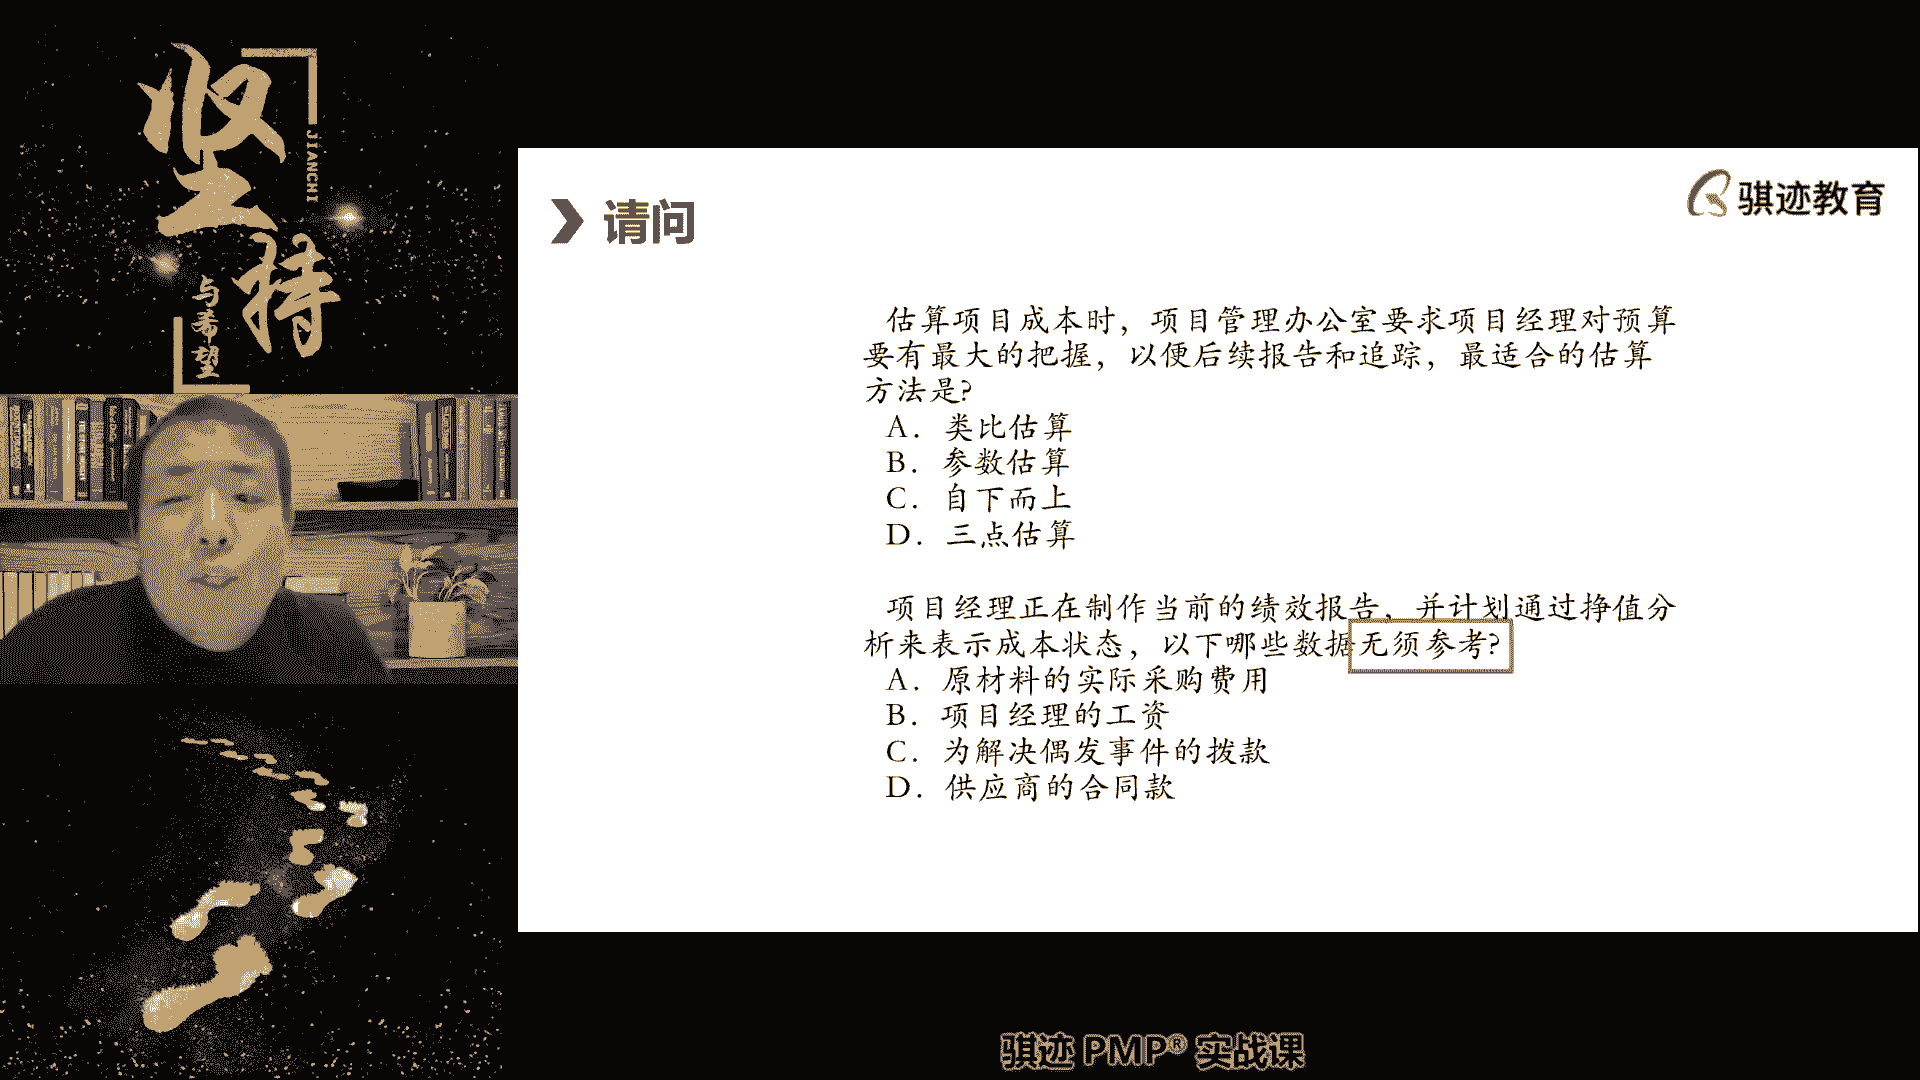 坚持
JIANCHI
与希望
请问
骐迹教育
估算项目成本时，项目管理办公室要求项目经理对预算
要有最大的把握，以便后续报告和追踪，最适合的估算
方法是?
A. 类比估算
B. 参数估算
C. 自下而上
D. 三点估算
项目经理正在制作当前的绩效报告，并计划通过挣值分
析来表示成本状态，以下哪些数据无须参考?
A. 原材料的实际采购费用
B. 项目经理的工资
C. 为解决偶发事件的拨款
D. 供应商的合同款
骐迹 PMP® 实战课